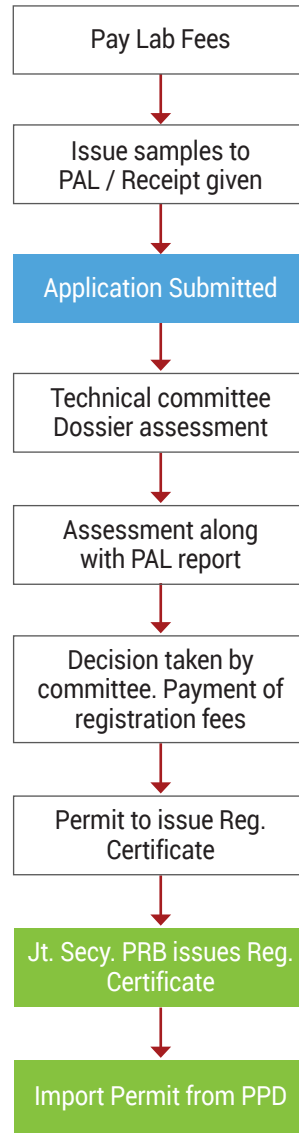 Pay Lab Fees
Issue samples to
PAL / Receipt given
Application Submitted
Technical committee
Dossier assessment
Assessment along
with PAL report
Decision taken by
committee. Payment of
registration fees
Permit to issue Reg.
Certificate
Jt. Secy. PRB issues Reg.
Certificate
Import Permit from PPD